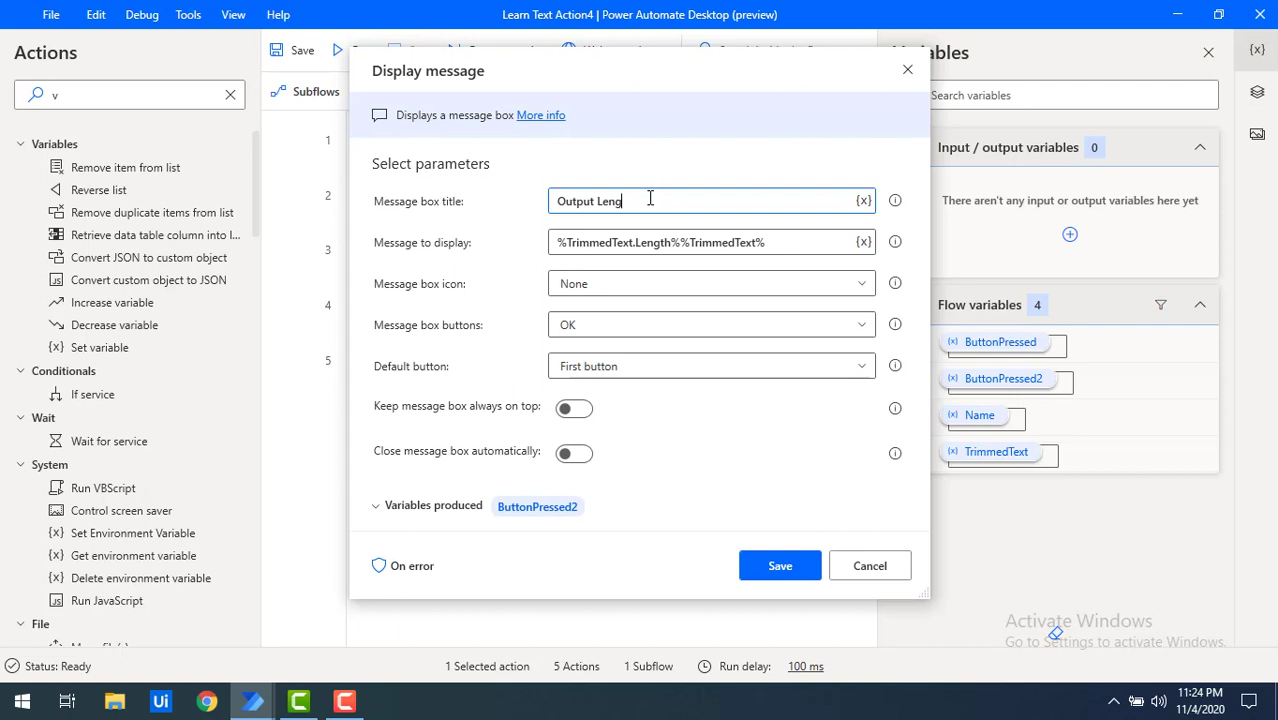 File Edit Debug Tools View Help Learn Text Action4 | Power Automate Desktop (preview)
Actions
Save
Variables
{x}
v
Subflows
Search variables
Display message
Displays a message box More info
Select parameters
Message box title: Output Leng {x}
Message to display: %TrimmedText.Length%%TrimmedText% {x}
Message box icon: None
Message box buttons: OK
Default button: First button
Keep message box always on top:
Close message box automatically:
Variables produced ButtonPressed2
On error
Save
Cancel
1
2
3
4
5
Variables
Remove item from list
Reverse list
Remove duplicate items from list
Retrieve data table column into l...
Convert JSON to custom object
Convert custom object to JSON
Increase variable
Decrease variable
{x} Set variable
Conditionals
If service
Wait
Wait for service
System
Run VBScript
Control screen saver
{x} Set Environment Variable
{x} Get environment variable
Delete environment variable
Run JavaScript
File
Input / output variables 0
There aren't any input or output variables here yet
Flow variables 4
(x) ButtonPressed
(x) ButtonPressed2
(x) Name
(x) TrimmedText
Activate Windows
Go to Settings to activate Windows.
Status: Ready
1 Selected action
5 Actions
1 Subflow
Run delay:
100 ms
Ui
C
C
11:24 PM
11/4/2020